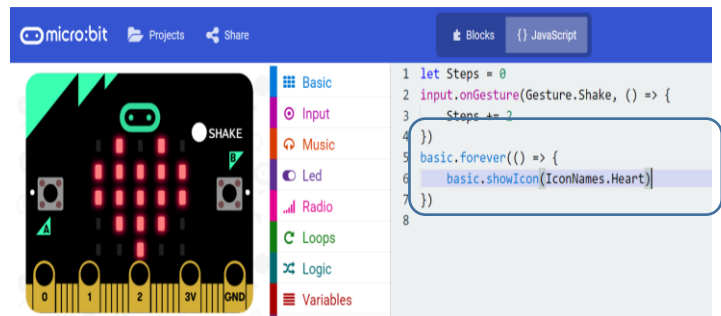 micro:bit Projects Share Blocks {} JavaScript
SHAKE
A
B
0 1 2 3V GND
Basic
Input
Music
Led
Radio
Loops
Logic
Variables
1 let Steps = 0
2 input.onGesture(Gesture.Shake, () => {
3 Steps += 2
4 })
5 basic.forever(() => {
6 basic.showIcon(IconNames.Heart)
7 })
8